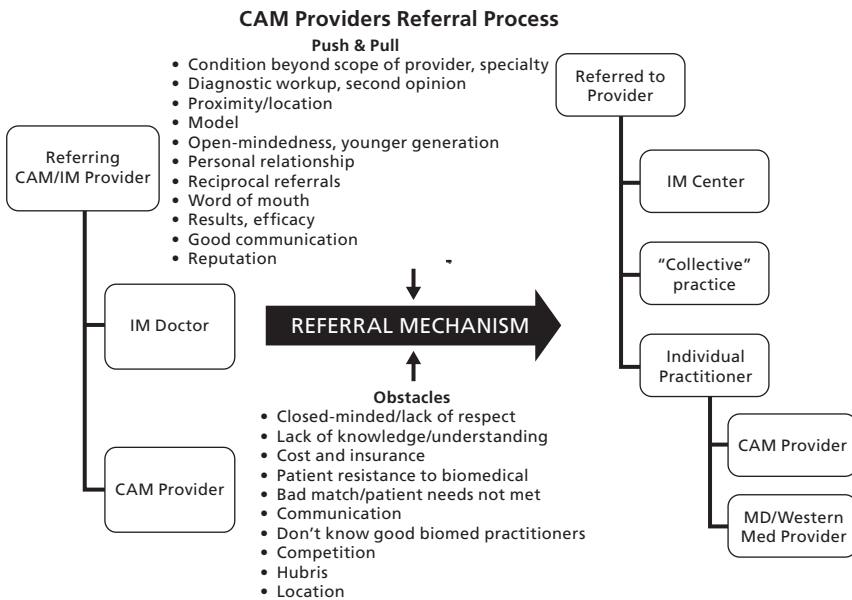 CAM Providers Referral Process
Push & Pull
• Condition beyond scope of provider, specialty
• Diagnostic workup, second opinion
• Proximity/location
• Model
• Open-mindedness, younger generation
• Personal relationship
• Reciprocal referrals
• Word of mouth
• Results, efficacy
• Good communication
• Reputation
Referring
CAM/IM Provider
IM Doctor
CAM Provider
REFERRAL MECHANISM
Obstacles
• Closed-minded/lack of respect
• Lack of knowledge/understanding
• Cost and insurance
• Patient resistance to biomedical
• Bad match/patient needs not met
• Communication
• Don’t know good biomed practitioners
• Competition
• Hubris
• Location
Referred to
Provider
IM Center
“Collective”
practice
Individual
Practitioner
CAM Provider
MD/Western
Med Provider